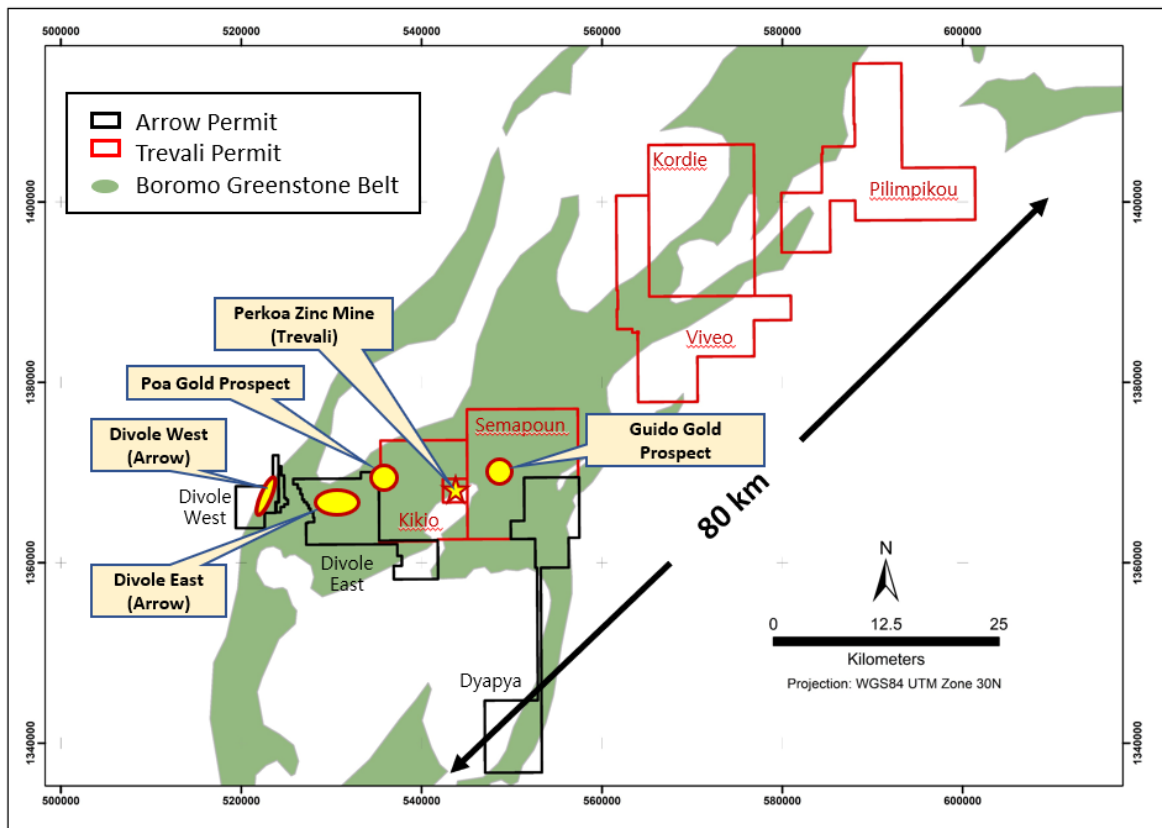 500000
520000
540000
560000
580000
600000
Arrow Permit
Trevali Permit
Boromo Greenstone Belt
1400000
1400000
Kordie
Pilimpikou
Perkoa Zinc Mine
(Trevali)
Viveo
Poa Gold Prospect
1380000
1380000
Divole West
(Arrow)
Semapoun
Guido Gold
Prospect
Divole
West
Kikio
80 km
Divole East
(Arrow)
Divole
East
1360000
1360000
N
0
12.5
25
Kilometers
Projection: WGS84 UTM Zone 30N
Dyapya
1340000
1340000
500000
520000
540000
560000
580000
600000